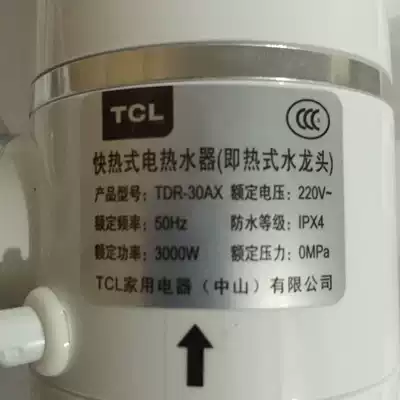 TCL
CCC
快热式电热水器(即热式水龙头)
产品型号: TDR-30AX 额定电压: 220V~
额定频率: 50Hz 防水等级: IPX4
额定功率: 3000W 额定压力: 0MPa
TCL家用电器（中山）有限公司